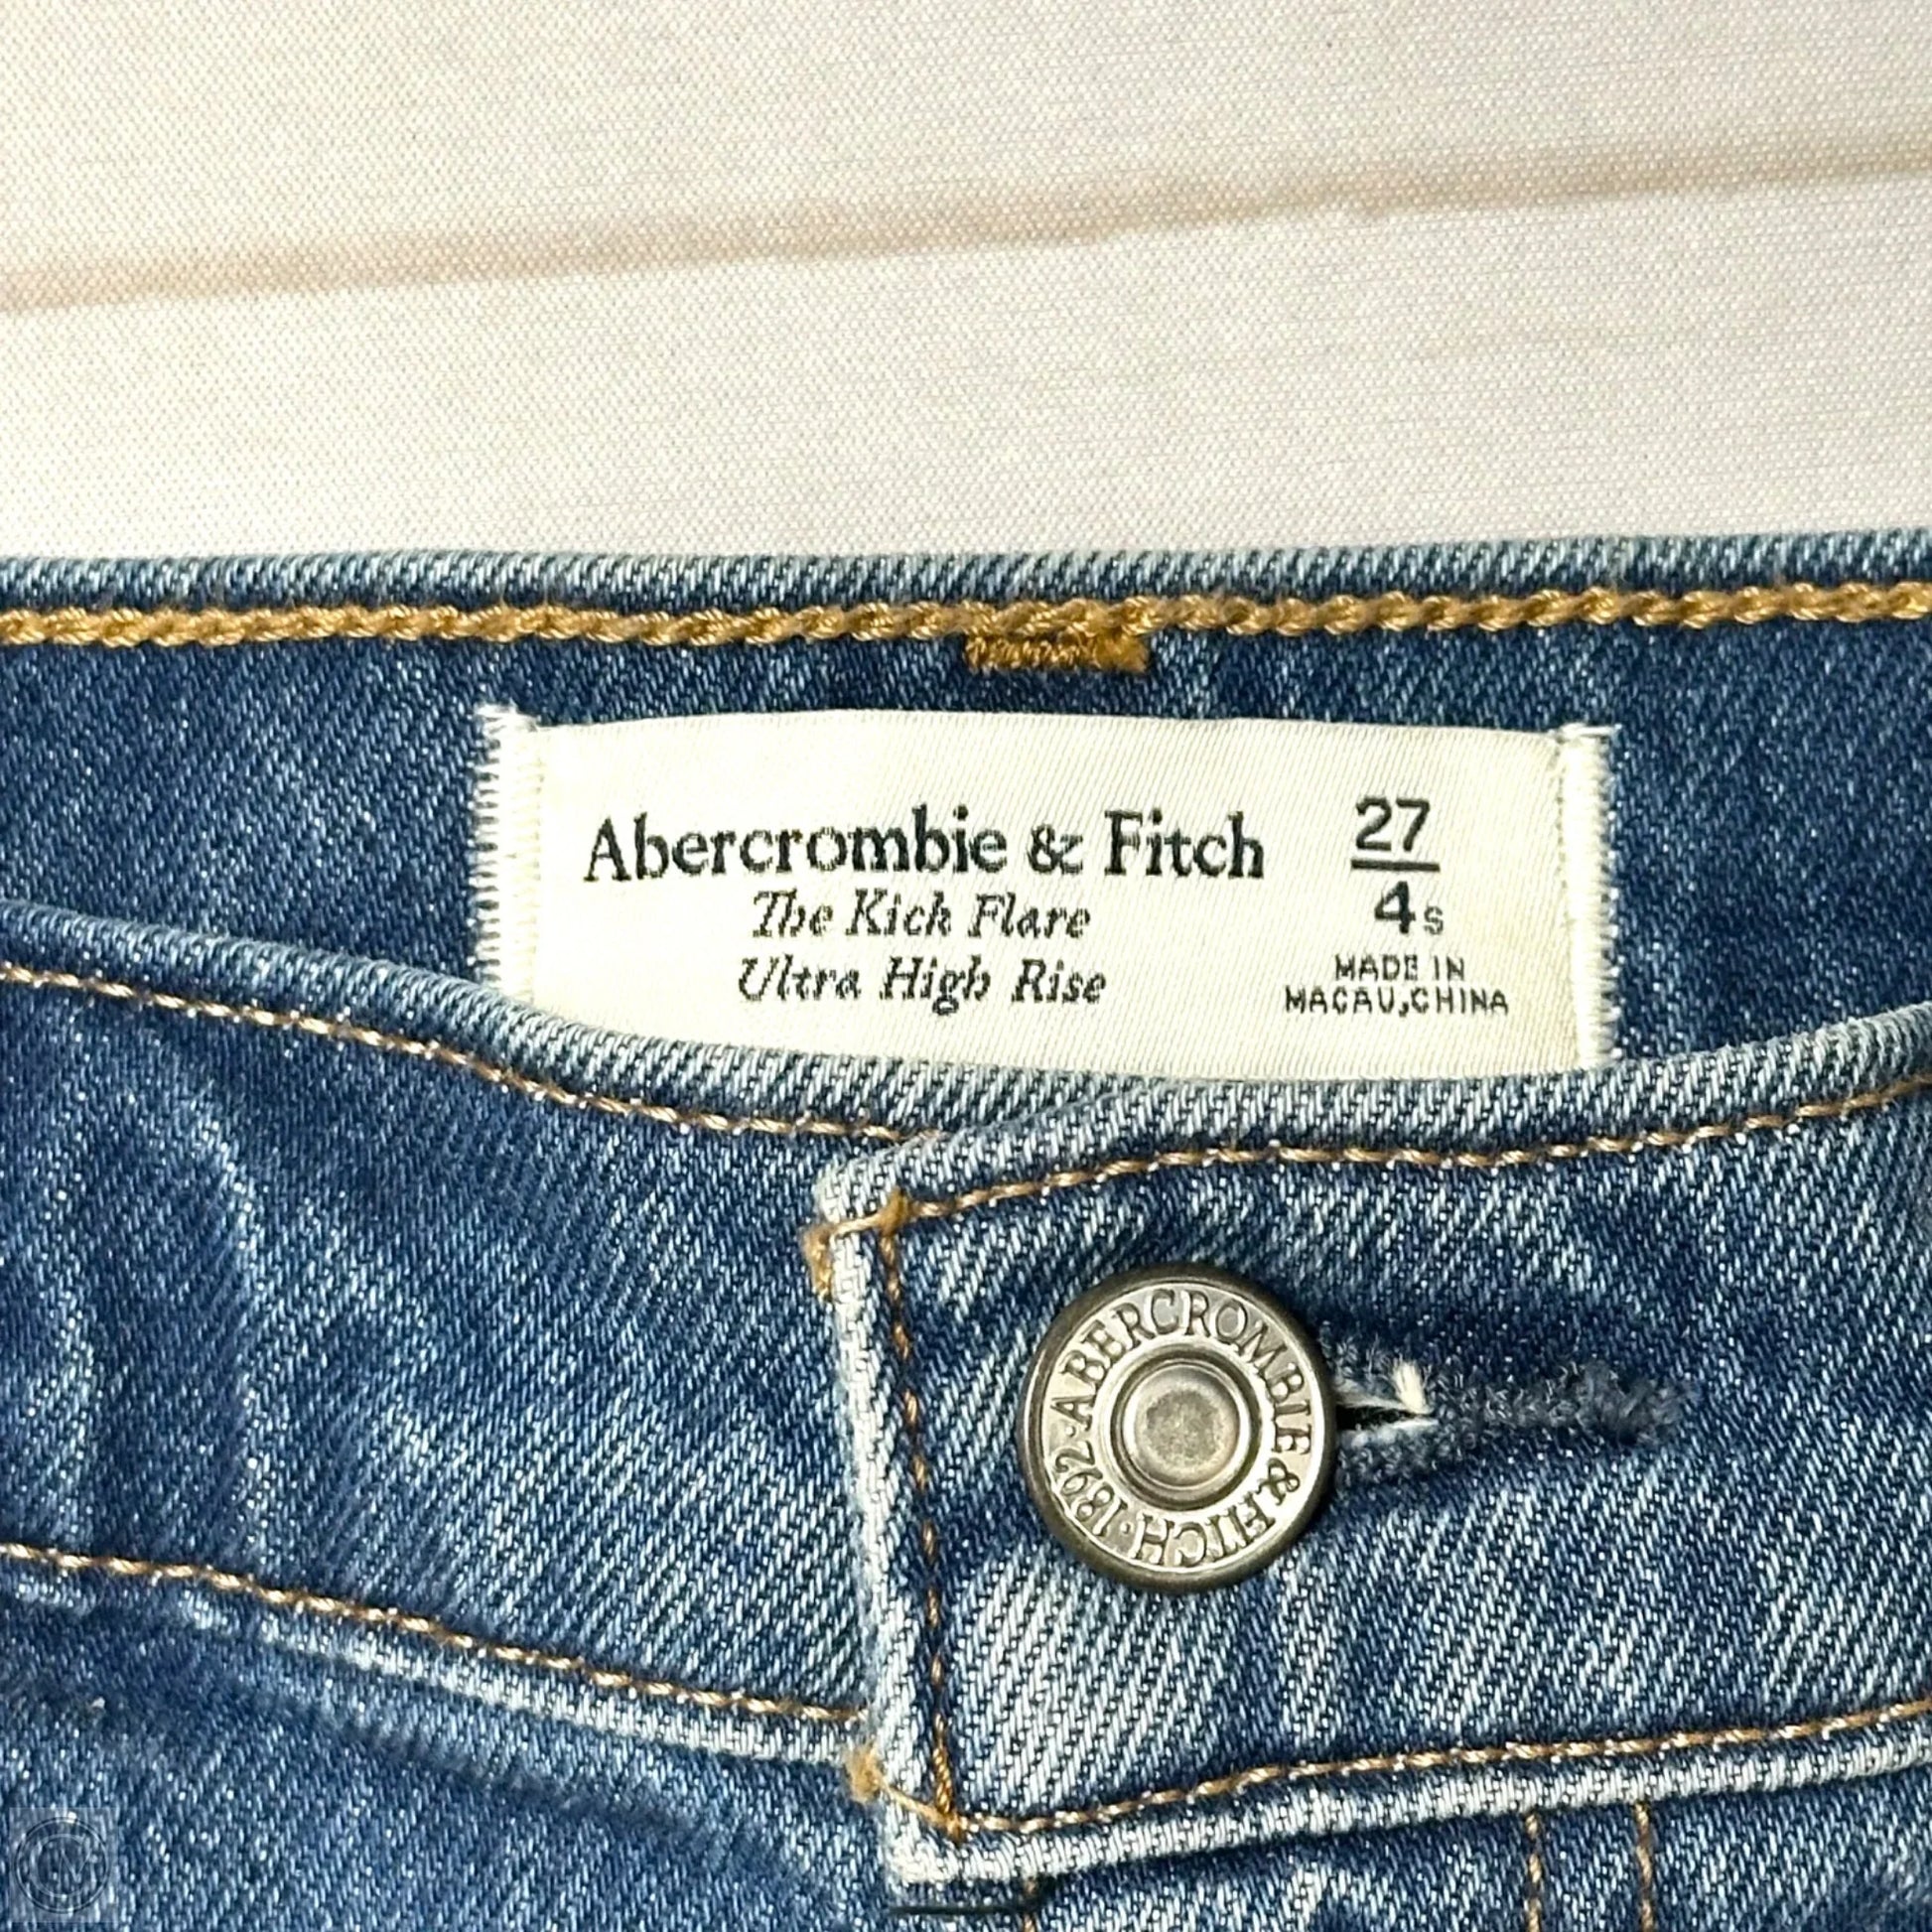 Abercrombie & Fitch
The Kick Flare
Ultra High Rise
27
4s
MADE IN
MACAU,CHINA
ABERCROMBIE & FITCH · 1892 ·